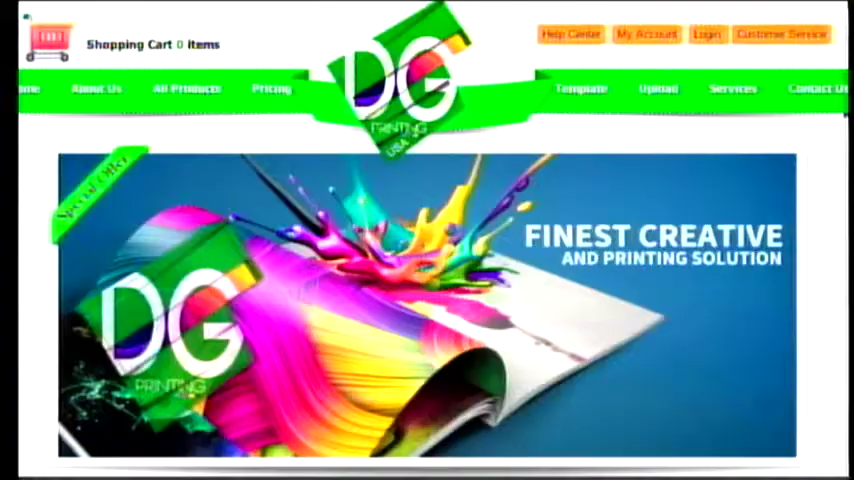 Shopping Cart 0 items
Help Center
My Account
Login
Customer Service
ome
About Us
All Products
Pricing
Template
Upload
Services
Contact Us
DG
PRINTING
USA
Special Offer
FINEST CREATIVE
AND PRINTING SOLUTION
DG
PRINTING